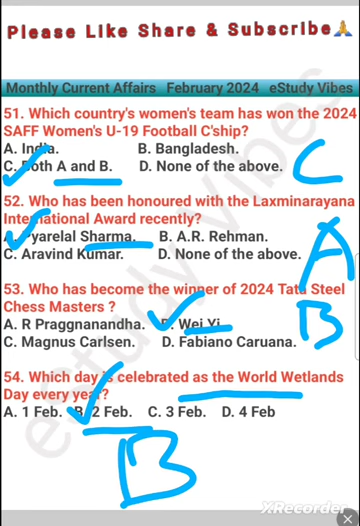 Please Like Share & Subscribe🙏
Monthly Current Affairs February 2024 eStudy Vibes
51. Which country's women's team has won the 2024
SAFF Women's U-19 Football C'ship?
A. India. B. Bangladesh.
C. Both A and B. D. None of the above.
C
52. Who has been honoured with the Laxminarayana
International Award recently?
A. Pyarelal Sharma. B. A.R. Rehman.
C. Aravind Kumar. D. None of the above.
A
53. Who has become the winner of 2024 Tata Steel
Chess Masters ?
A. R Praggnanandha. B. Wei Yi.
C. Magnus Carlsen. D. Fabiano Caruana.
B
54. Which day is celebrated as the World Wetlands
Day every year?
A. 1 Feb. B. 2 Feb. C. 3 Feb. D. 4 Feb
B
eStudy Vibes
XRecorder